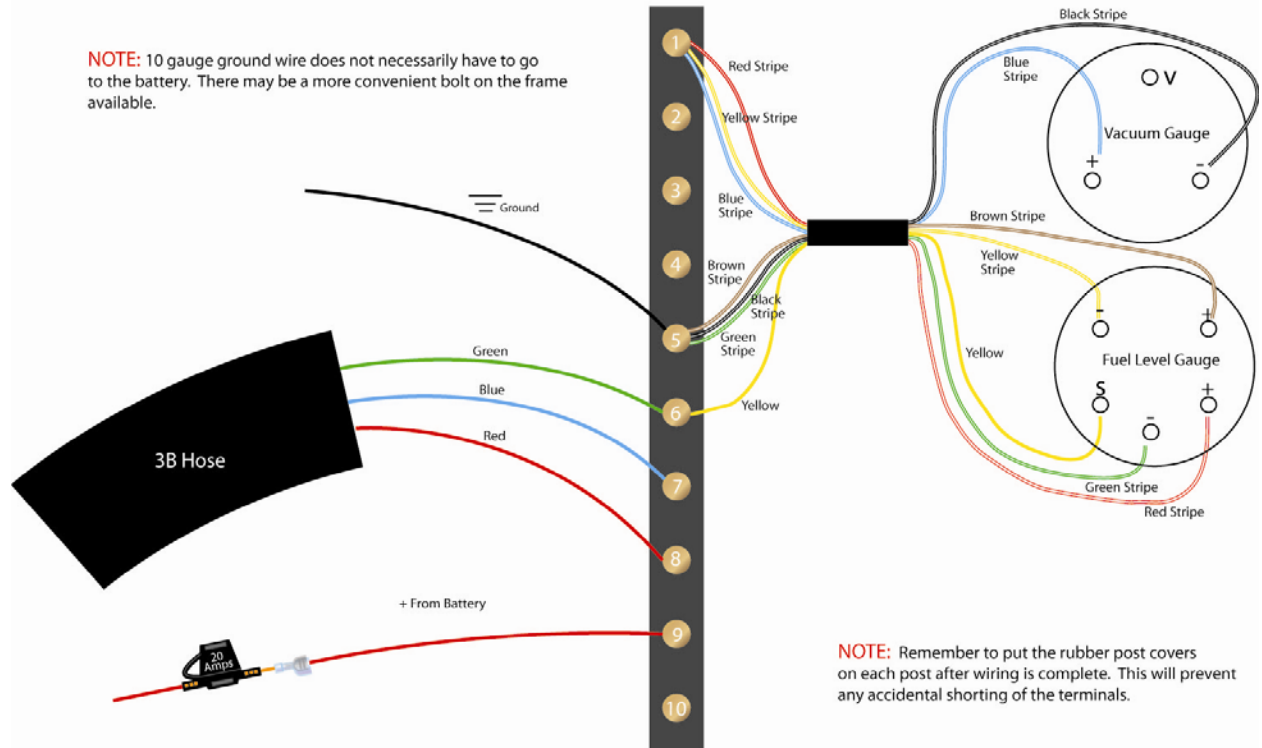 NOTE: 10 gauge ground wire does not necessarily have to go
to the battery. There may be a more convenient bolt on the frame
available.
Ground
Green
Blue
Red
3B Hose
+ From Battery
20
Amps
1
2
3
4
5
6
7
8
9
10
Red Stripe
Yellow Stripe
Blue
Stripe
Brown
Stripe
Black
Stripe
Green
Stripe
Yellow
Black Stripe
Blue
Stripe
V
Vacuum Gauge
+
-
Brown Stripe
Yellow
Stripe
Yellow
-
+
Fuel Level Gauge
S
+
-
Green Stripe
Red Stripe
NOTE: Remember to put the rubber post covers
on each post after wiring is complete. This will prevent
any accidental shorting of the terminals.